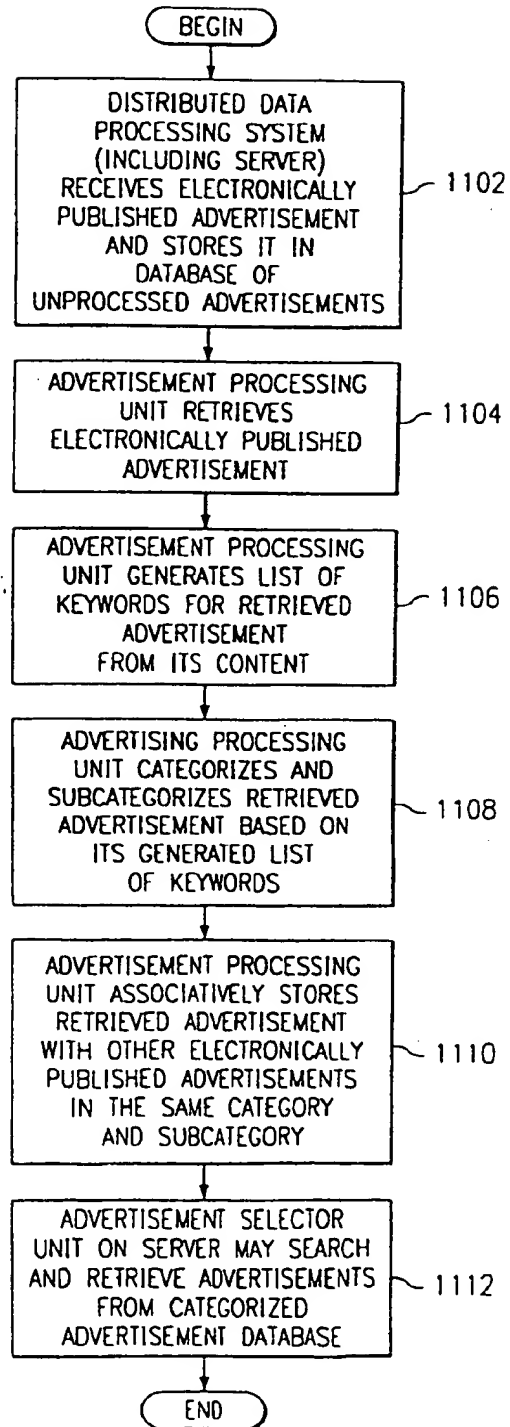 BEGIN
DISTRIBUTED DATA
PROCESSING SYSTEM
(INCLUDING SERVER)
RECEIVES ELECTRONICALLY
PUBLISHED ADVERTISEMENT
AND STORES IT IN
DATABASE OF
UNPROCESSED ADVERTISEMENTS
1102
ADVERTISEMENT PROCESSING
UNIT RETRIEVES
ELECTRONICALLY PUBLISHED
ADVERTISEMENT
1104
ADVERTISEMENT PROCESSING
UNIT GENERATES LIST OF
KEYWORDS FOR RETRIEVED
ADVERTISEMENT
FROM ITS CONTENT
1106
ADVERTISING PROCESSING
UNIT CATEGORIZES AND
SUBCATEGORIZES RETRIEVED
ADVERTISEMENT BASED ON
ITS GENERATED LIST
OF KEYWORDS
1108
ADVERTISEMENT PROCESSING
UNIT ASSOCIATIVELY STORES
RETRIEVED ADVERTISEMENT
WITH OTHER ELECTRONICALLY
PUBLISHED ADVERTISEMENTS
IN THE SAME CATEGORY
AND SUBCATEGORY
1110
ADVERTISEMENT SELECTOR
UNIT ON SERVER MAY SEARCH
AND RETRIEVE ADVERTISEMENTS
FROM CATEGORIZED
ADVERTISEMENT DATABASE
1112
END